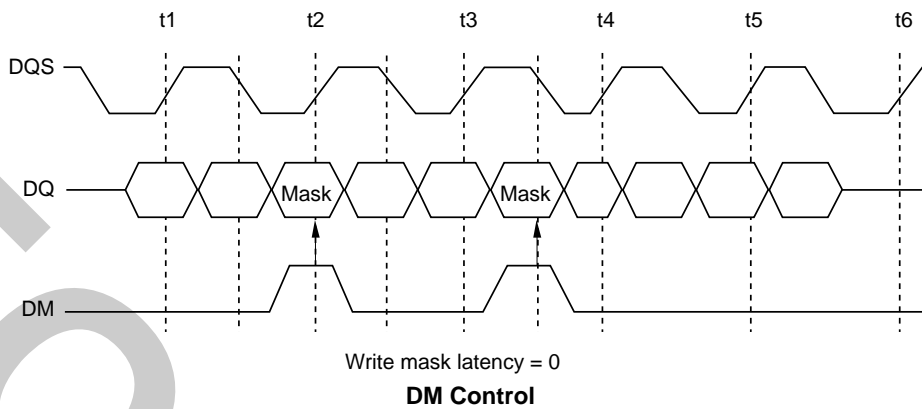 t1 t2 t3 t4 t5 t6
DQS
DQ Mask Mask
DM
Write mask latency = 0
DM Control